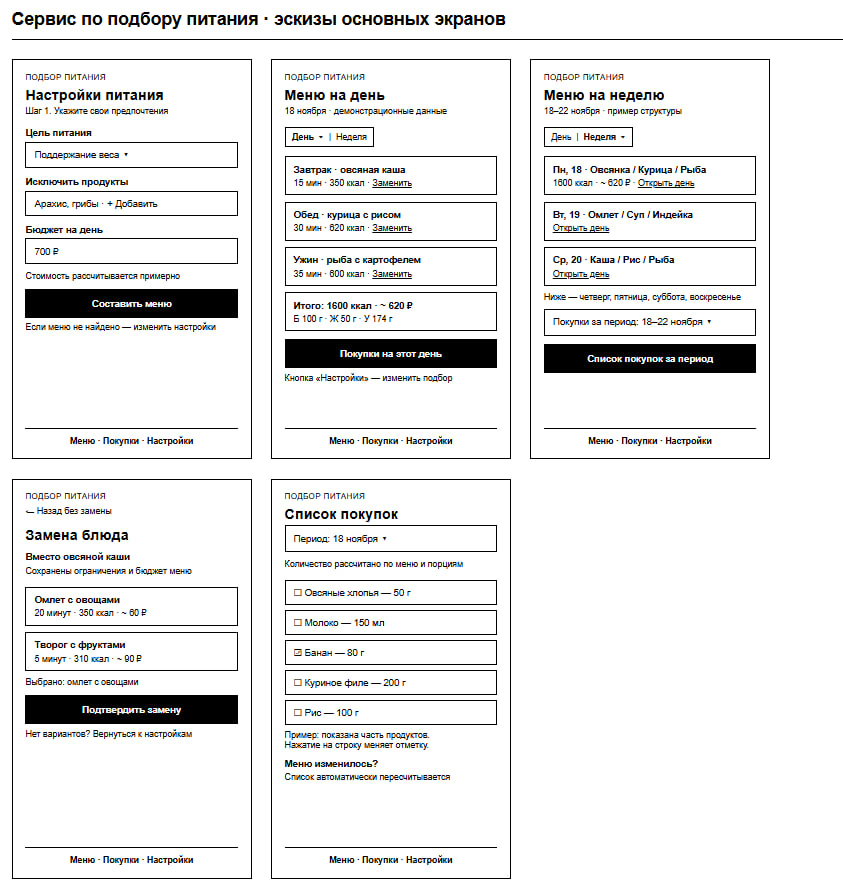 Сервис по подбору питания · эскизы основных экранов
ПОДБОР ПИТАНИЯ
Настройки питания
Шаг 1. Укажите свои предпочтения
Цель питания
Поддержание веса ▾
Исключить продукты
Арахис, грибы · + Добавить
Бюджет на день
700 ₽
Стоимость рассчитывается примерно
Составить меню
Если меню не найдено — изменить настройки
Меню · Покупки · Настройки
ПОДБОР ПИТАНИЯ
Меню на день
18 ноября · демонстрационные данные
День ▾ | Неделя
Завтрак · овсяная каша
15 мин · 350 ккал · Заменить
Обед · курица с рисом
30 мин · 620 ккал · Заменить
Ужин · рыба с картофелем
35 мин · 600 ккал · Заменить
Итого: 1600 ккал · ~ 620 ₽
Б 100 г · Ж 50 г · У 174 г
Покупки на этот день
Кнопка «Настройки» — изменить подбор
Меню · Покупки · Настройки
ПОДБОР ПИТАНИЯ
Меню на неделю
18–22 ноября · пример структуры
День | Неделя ▾
Пн, 18 · Овсянка / Курица / Рыба
1600 ккал · ~ 620 ₽ · Открыть день
Вт, 19 · Омлет / Суп / Индейка
Открыть день
Ср, 20 · Каша / Рис / Рыба
Открыть день
Ниже — четверг, пятница, суббота, воскресенье
Покупки за период: 18–22 ноября ▾
Список покупок за период
Меню · Покупки · Настройки
ПОДБОР ПИТАНИЯ
← Назад без замены
Замена блюда
Вместо овсяной каши
Сохранены ограничения и бюджет меню
Омлет с овощами
20 минут · 350 ккал · ~ 60 ₽
Творог с фруктами
5 минут · 310 ккал · ~ 90 ₽
Выбрано: омлет с овощами
Подтвердить замену
Нет вариантов? Вернуться к настройкам
Меню · Покупки · Настройки
ПОДБОР ПИТАНИЯ
Список покупок
Период: 18 ноября ▾
Количество рассчитано по меню и порциям
☐ Овсяные хлопья — 50 г
☐ Молоко — 150 мл
☑ Банан — 80 г
☐ Куриное филе — 200 г
☐ Рис — 100 г
Пример: показана часть продуктов.
Нажатие на строку меняет отметку.
Меню изменилось?
Список автоматически пересчитывается
Меню · Покупки · Настройки